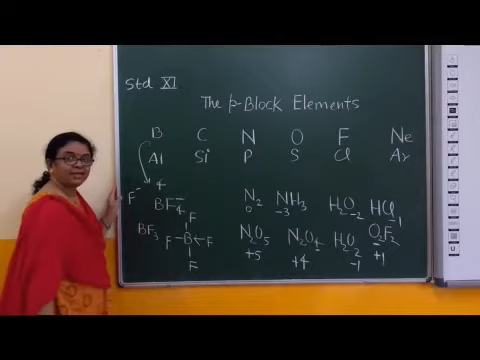 Std XI
The p-Block Elements
B C N O F Ne
Al Si P S Cl Ar
4
F⁻ BF₄⁻ N₂ NH₃ H₂O HCl
0 -3 -2 -1
F
BF₃ F–B←F N₂O₅ N₂O₄ H₂O₂ O₂F₂
F +5 +4 -1 +1